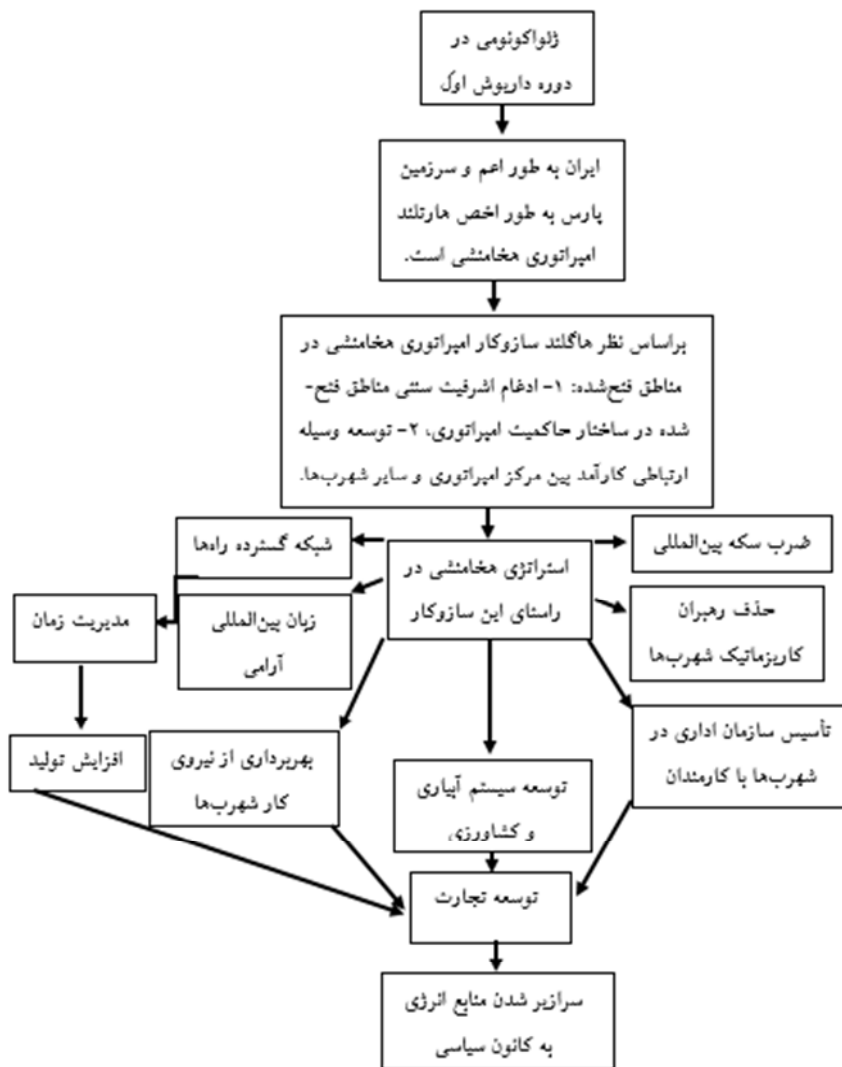 ژئواکونومی در
دوره داریوش اول
ایران به طور اعم و سرزمین
پارس به طور اخص هارتلند
امپراتوری هخامنشی است.
براساس نظر هاگلند سازوکار امپراتوری هخامنشی در
مناطق فتح‌شده: ۱- ادغام اشرفیت سنتی مناطق فتح-
شده در ساختار حاکمیت امپراتوری، ۲- توسعه وسیله
ارتباطی کارآمد بین مرکز امپراتوری و سایر شهرب‌ها.
ضرب سکه بین‌المللی
استراتژی هخامنشی در
راستای این سازوکار
شبکه گسترده راه‌ها
حذف رهبران
کاریزماتیک شهرب‌ها
زبان بین‌المللی
آرامی
مدیریت زمان
تأسیس سازمان اداری در
شهرب‌ها با کارمندان
توسعه سیستم آبیاری
و کشاورزی
بهربرداری از نیروی
کار شهرب‌ها
افزایش تولید
توسعه تجارت
سرازیر شدن منابع انرژی
به کانون سیاسی